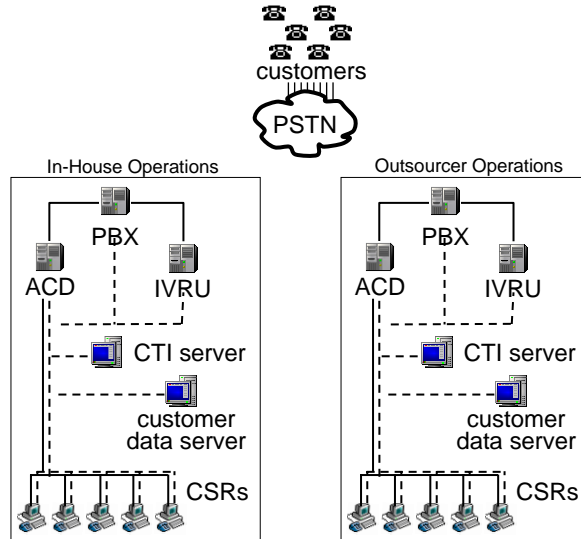 customers
PSTN
In-House Operations
PBX
ACD
IVRU
CTI server
customer
data server
CSRs
Outsourcer Operations
PBX
ACD
IVRU
CTI server
customer
data server
CSRs